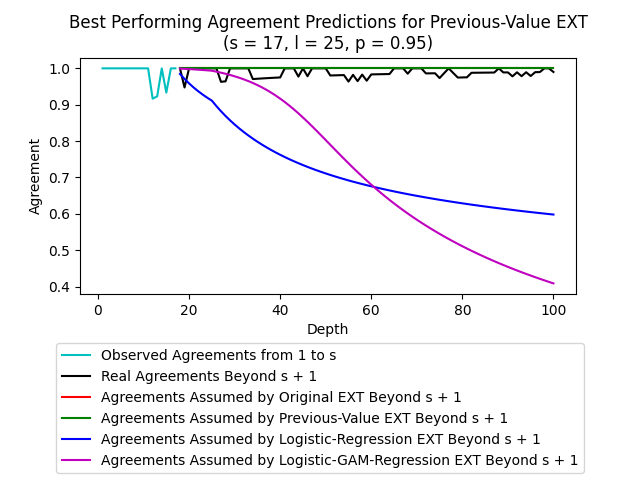 Best Performing Agreement Predictions for Previous-Value EXT
(s = 17, l = 25, p = 0.95)
1.0
0.9
0.8
0.7
0.6
0.5
0.4
Agreement
0 20 40 60 80 100
Depth
Observed Agreements from 1 to s
Real Agreements Beyond s + 1
Agreements Assumed by Original EXT Beyond s + 1
Agreements Assumed by Previous-Value EXT Beyond s + 1
Agreements Assumed by Logistic-Regression EXT Beyond s + 1
Agreements Assumed by Logistic-GAM-Regression EXT Beyond s + 1